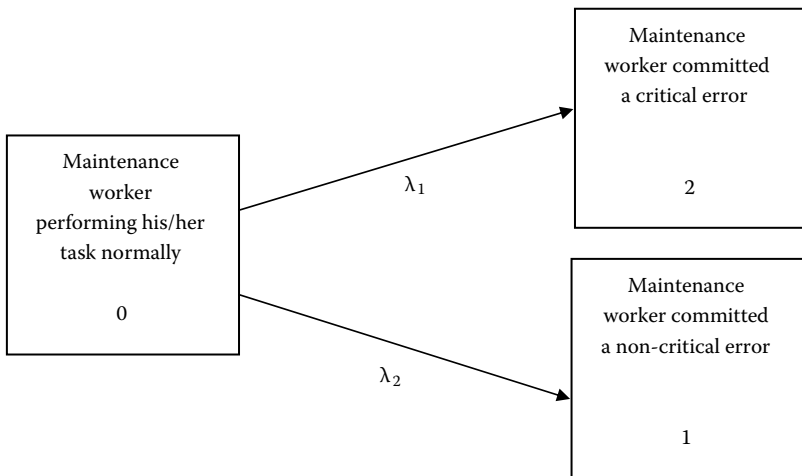 Maintenance
worker
performing his/her
task normally
0
λ₁
λ₂
Maintenance
worker committed
a critical error
2
Maintenance
worker committed
a non-critical error
1